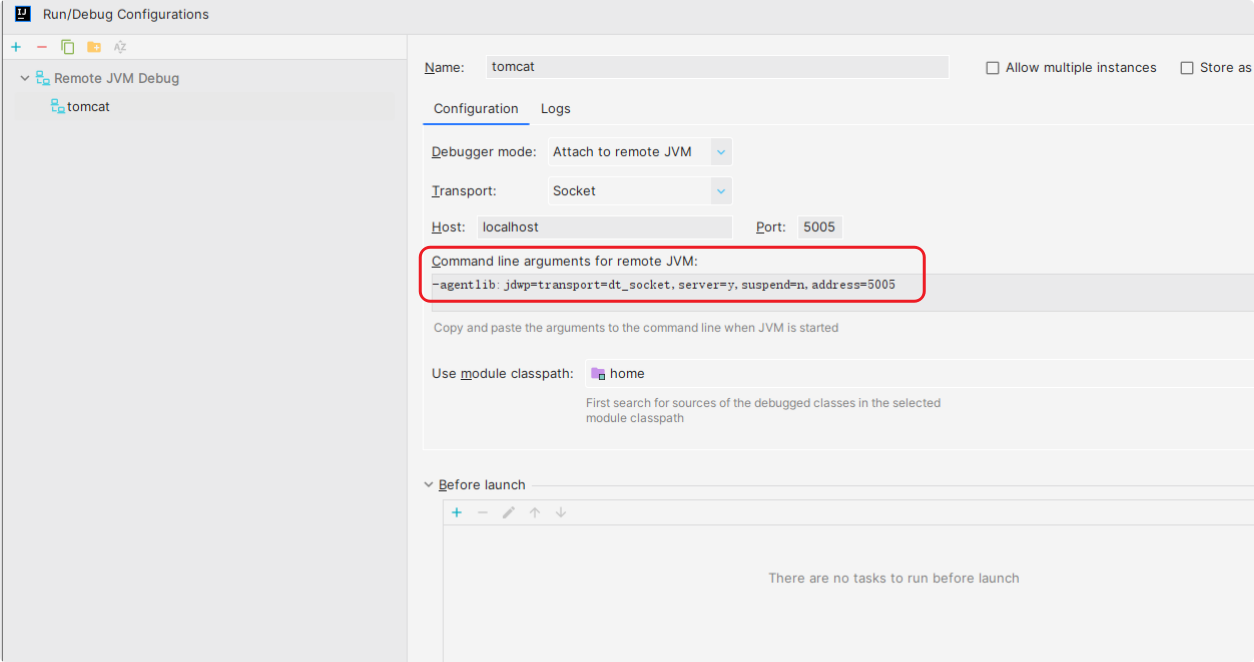 Run/Debug Configurations
Remote JVM Debug
tomcat
Name: tomcat
Allow multiple instances
Store as
Configuration
Logs
Debugger mode: Attach to remote JVM
Transport: Socket
Host: localhost
Port: 5005
Command line arguments for remote JVM:
-agentlib:jdwp=transport=dt_socket,server=y,suspend=n,address=5005
Copy and paste the arguments to the command line when JVM is started
Use module classpath: home
First search for sources of the debugged classes in the selected
module classpath
Before launch
There are no tasks to run before launch